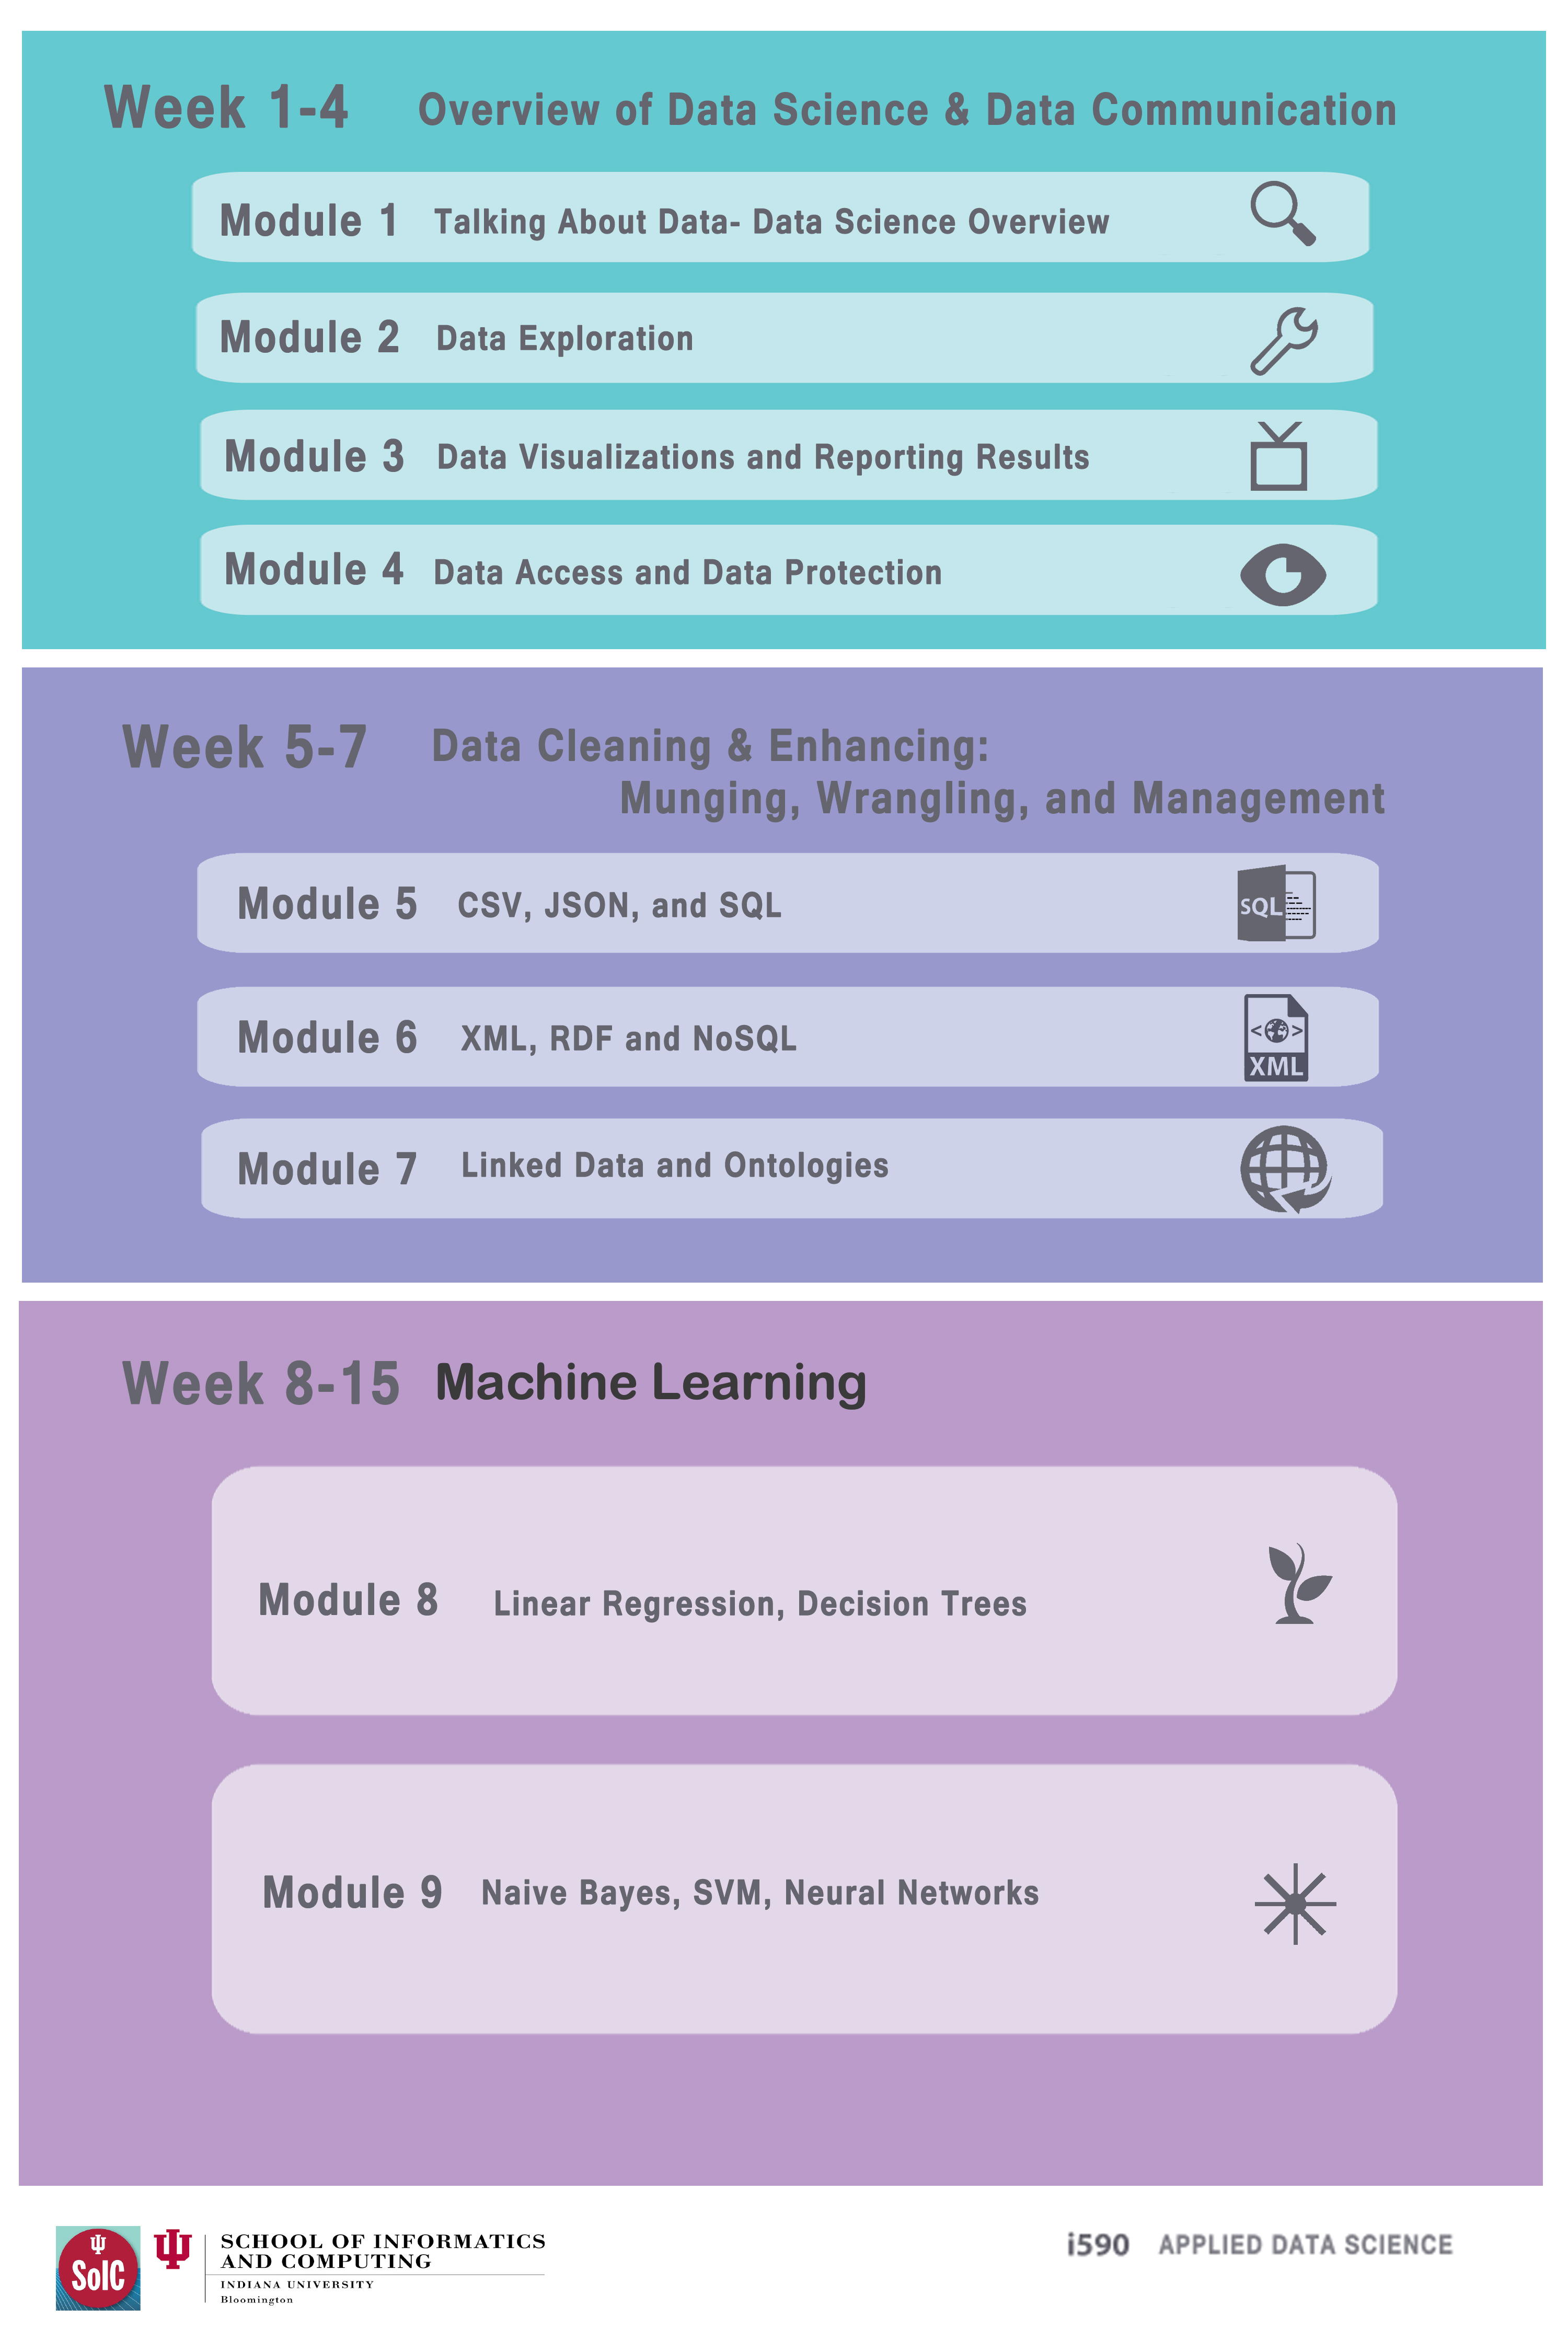 Week 1-4 Overview of Data Science & Data Communication
Module 1 Talking About Data- Data Science Overview
Module 2 Data Exploration
Module 3 Data Visualizations and Reporting Results
Module 4 Data Access and Data Protection
Week 5-7 Data Cleaning & Enhancing:
Munging, Wrangling, and Management
Module 5 CSV, JSON, and SQL
SQL
Module 6 XML, RDF and NoSQL
< >
XML
Module 7 Linked Data and Ontologies
Week 8-15 Machine Learning
Module 8 Linear Regression, Decision Trees
Module 9 Naive Bayes, SVM, Neural Networks
SoIC
SCHOOL OF INFORMATICS
AND COMPUTING
INDIANA UNIVERSITY
Bloomington
i590 APPLIED DATA SCIENCE